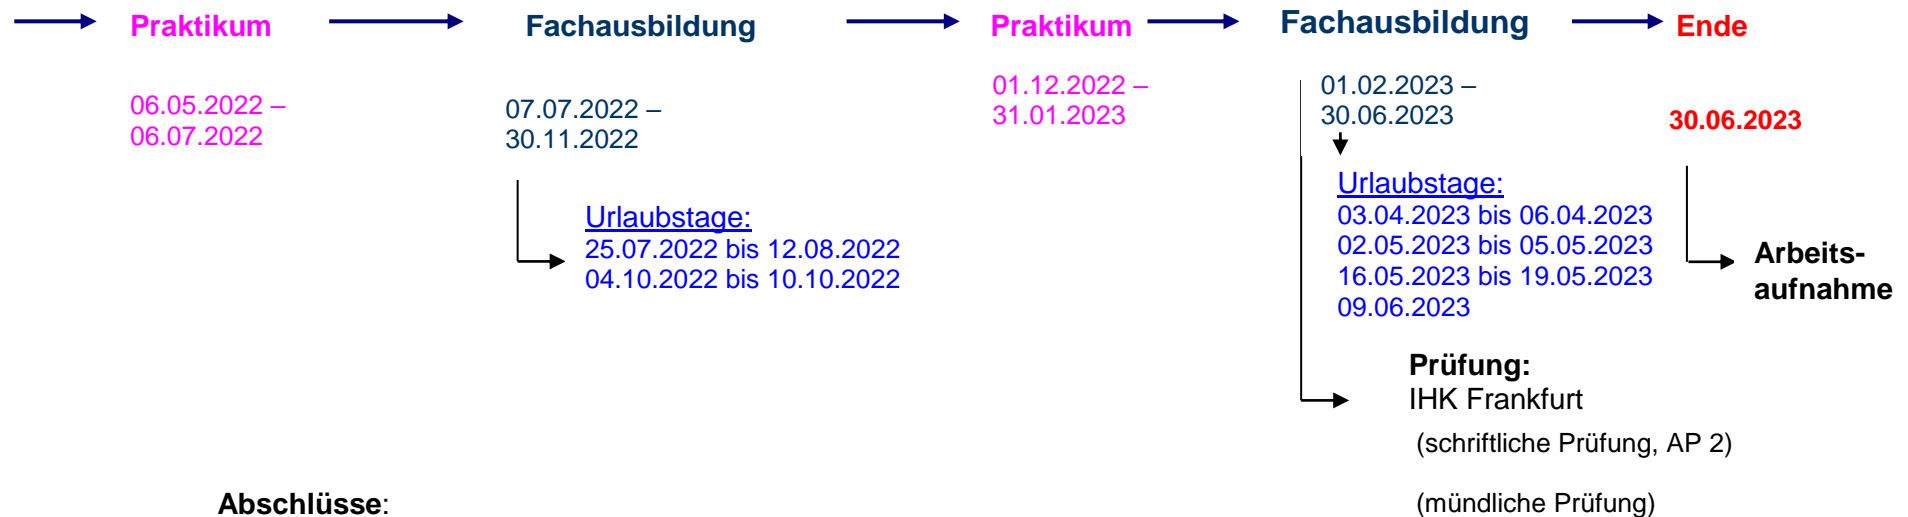 Praktikum
Fachausbildung
Praktikum
Fachausbildung
Ende
06.05.2022 –
06.07.2022
07.07.2022 –
30.11.2022
01.12.2022 –
31.01.2023
01.02.2023 –
30.06.2023
30.06.2023
Urlaubstage:
25.07.2022 bis 12.08.2022
04.10.2022 bis 10.10.2022
Urlaubstage:
03.04.2023 bis 06.04.2023
02.05.2023 bis 05.05.2023
16.05.2023 bis 19.05.2023
09.06.2023
Arbeits-
aufnahme
Prüfung:
IHK Frankfurt
(schriftliche Prüfung, AP 2)
(mündliche Prüfung)
Abschlüsse: